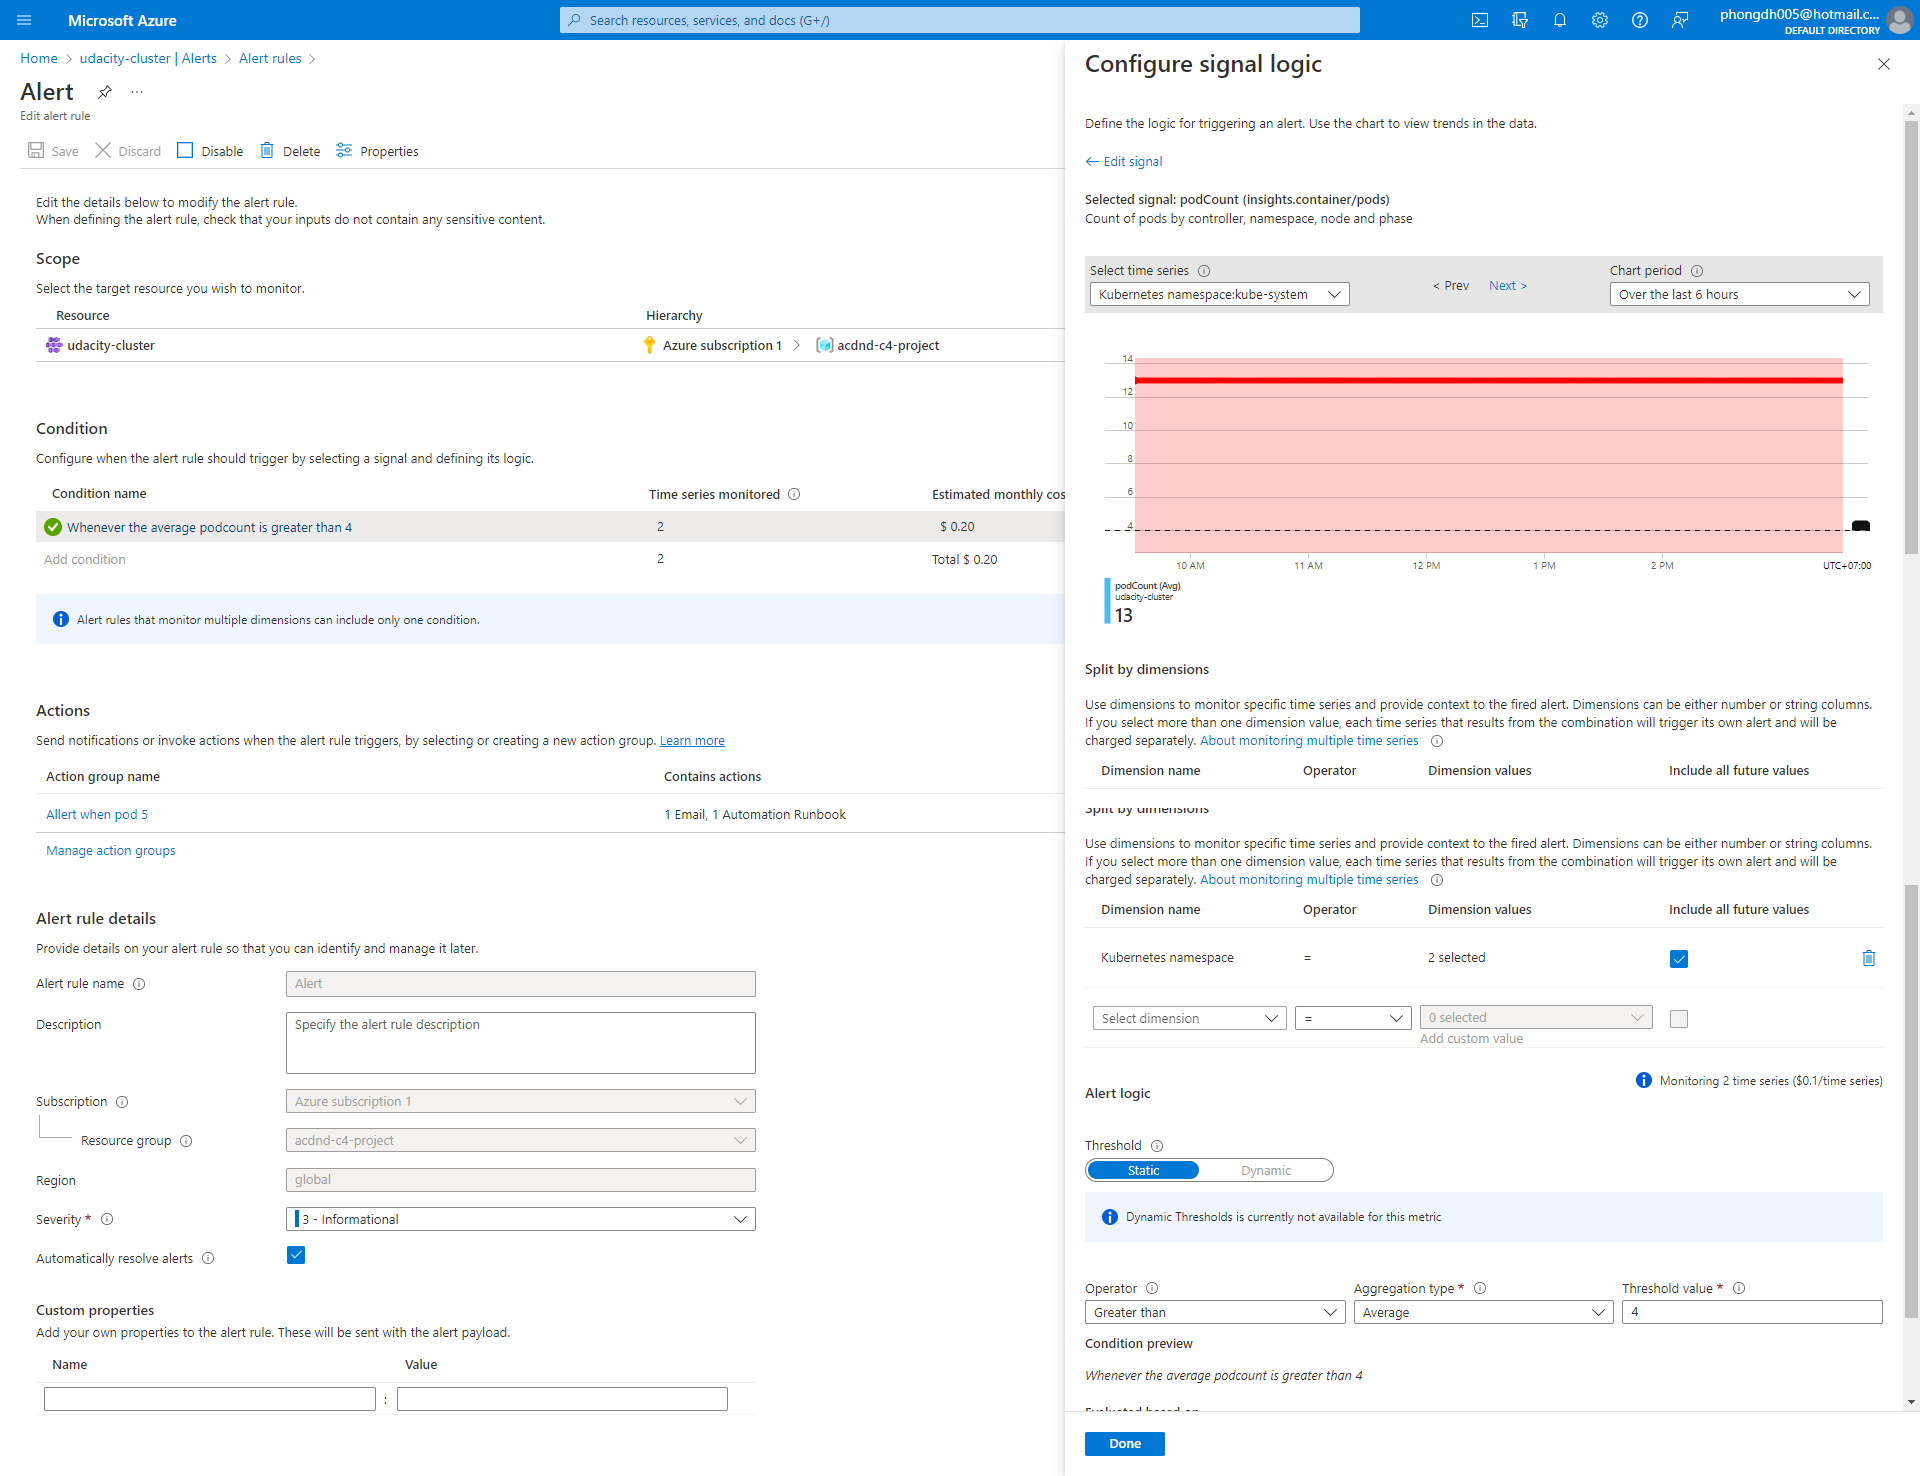 Microsoft Azure
Search resources, services, and docs (G+/)
phongdh005@hotmail.c...
DEFAULT DIRECTORY
Home > udacity-cluster | Alerts > Alert rules >
Alert ...
Edit alert rule
Save Discard Disable Delete Properties
Edit the details below to modify the alert rule.
When defining the alert rule, check that your inputs do not contain any sensitive content.
Scope
Select the target resource you wish to monitor.
Resource Hierarchy
udacity-cluster Azure subscription 1 > acdnd-c4-project
Condition
Configure when the alert rule should trigger by selecting a signal and defining its logic.
Condition name Time series monitored Estimated monthly cos
Whenever the average podcount is greater than 4 2 $ 0.20
Add condition 2 Total $ 0.20
Alert rules that monitor multiple dimensions can include only one condition.
Actions
Send notifications or invoke actions when the alert rule triggers, by selecting or creating a new action group. Learn more
Action group name Contains actions
Allert when pod 5 1 Email, 1 Automation Runbook
Manage action groups
Alert rule details
Provide details on your alert rule so that you can identify and manage it later.
Alert rule name Alert
Description Specify the alert rule description
Subscription Azure subscription 1
Resource group acdnd-c4-project
Region global
Severity * 3 - Informational
Automatically resolve alerts
Custom properties
Add your own properties to the alert rule. These will be sent with the alert payload.
Name Value
:
Configure signal logic
Define the logic for triggering an alert. Use the chart to view trends in the data.
← Edit signal
Selected signal: podCount (insights.container/pods)
Count of pods by controller, namespace, node and phase
Select time series Chart period
Kubernetes namespace:kube-system < Prev Next > Over the last 6 hours
14
12
10
8
6
4
10 AM 11 AM 12 PM 1 PM 2 PM UTC+07:00
podCount (Avg)
udacity-cluster
13
Split by dimensions
Use dimensions to monitor specific time series and provide context to the fired alert. Dimensions can be either number or string columns.
If you select more than one dimension value, each time series that results from the combination will trigger its own alert and will be
charged separately. About monitoring multiple time series
Dimension name Operator Dimension values Include all future values
Split by dimensions
Use dimensions to monitor specific time series and provide context to the fired alert. Dimensions can be either number or string columns.
If you select more than one dimension value, each time series that results from the combination will trigger its own alert and will be
charged separately. About monitoring multiple time series
Dimension name Operator Dimension values Include all future values
Kubernetes namespace = 2 selected
Select dimension = 0 selected
Add custom value
Monitoring 2 time series ($0.1/time series)
Alert logic
Threshold
Static Dynamic
Dynamic Thresholds is currently not available for this metric
Operator Aggregation type * Threshold value *
Greater than Average 4
Condition preview
Whenever the average podcount is greater than 4
Evaluated based on
Done